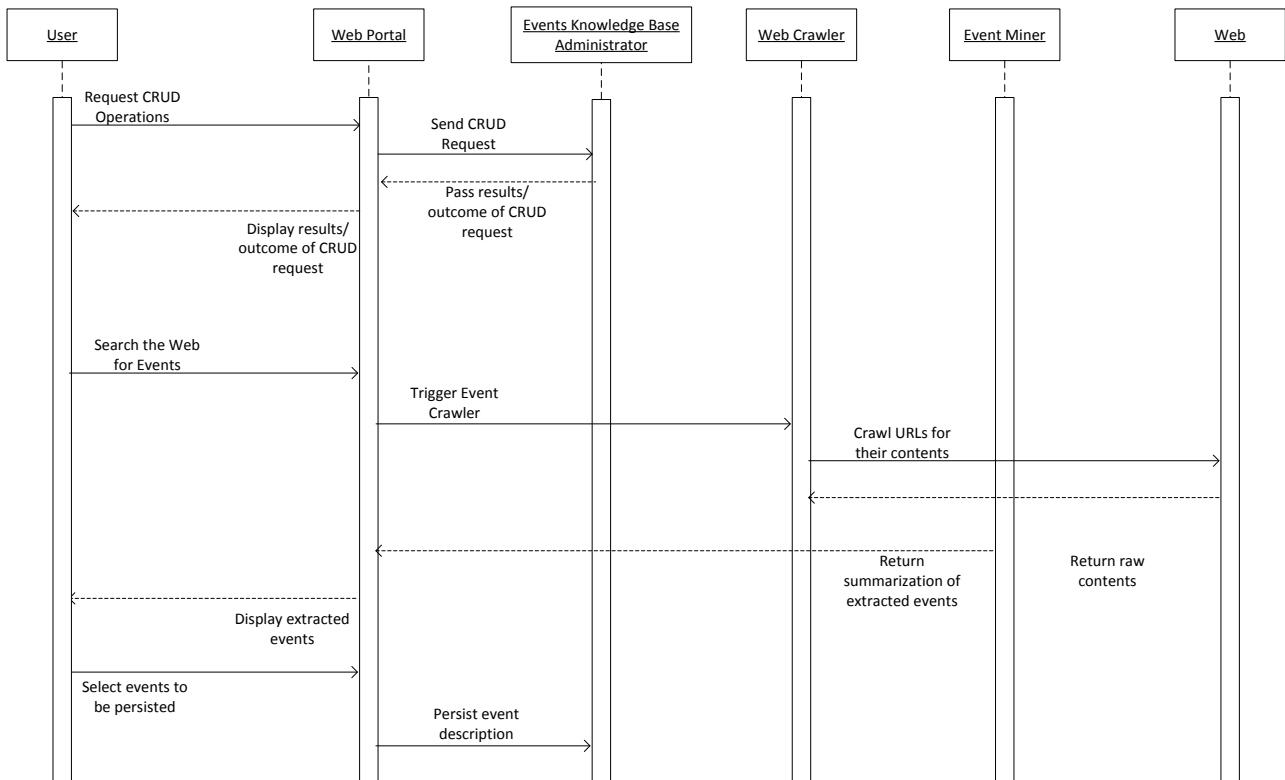 User
Web Portal
Events Knowledge Base
Administrator
Web Crawler
Event Miner
Web
Request CRUD
Operations
Send CRUD
Request
Pass results/
outcome of CRUD
request
Display results/
outcome of CRUD
request
Search the Web
for Events
Trigger Event
Crawler
Crawl URLs for
their contents
Return
summarization of
extracted events
Return raw
contents
Display extracted
events
Select events to
be persisted
Persist event
description